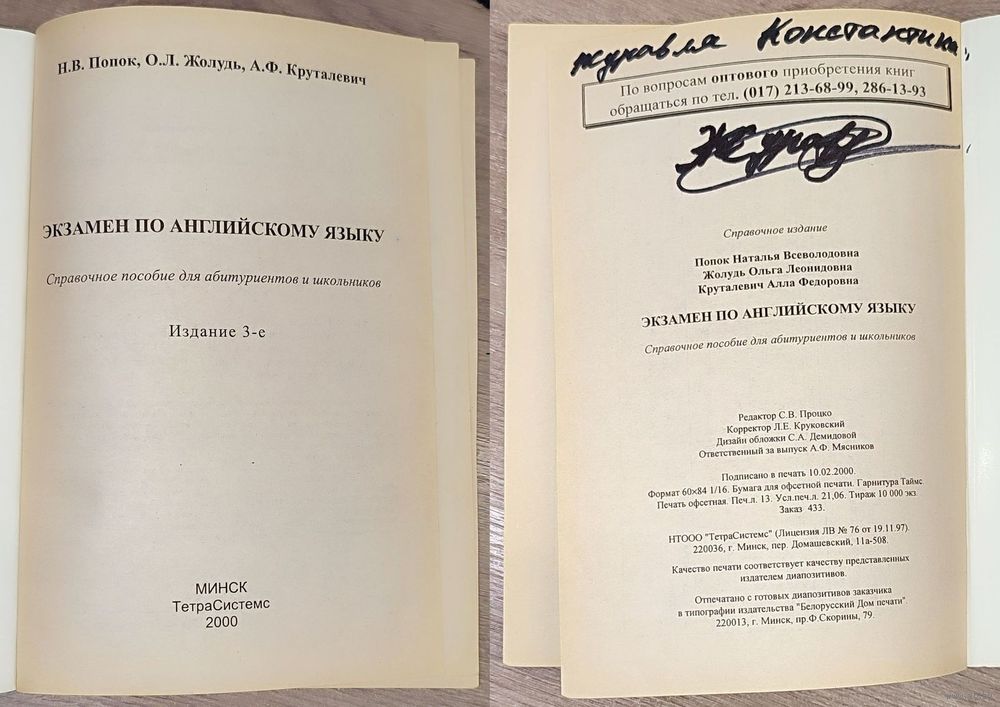 Н.В. Попок, О.Л. Жолудь, А.Ф. Круталевич
ЭКЗАМЕН ПО АНГЛИЙСКОМУ ЯЗЫКУ
Справочное пособие для абитуриентов и школьников
Издание 3-е
МИНСК
ТетраСистемс
2000
журавля Константина
По вопросам оптового приобретения книг
обращаться по тел. (017) 213-68-99, 286-13-93
Справочное издание
Попок Наталья Всеволодовна
Жолудь Ольга Леонидовна
Круталевич Алла Федоровна
ЭКЗАМЕН ПО АНГЛИЙСКОМУ ЯЗЫКУ
Справочное пособие для абитуриентов и школьников
Редактор С.В. Процко
Корректор Л.Е. Круковский
Дизайн обложки С.А. Демидовой
Ответственный за выпуск А.Ф. Мясников
Подписано в печать 10.02.2000.
Формат 60×84 1/16. Бумага для офсетной печати. Гарнитура Таймс.
Печать офсетная. Печ.л. 13. Усл.печ.л. 21,06. Тираж 10 000 экз.
Заказ 433.
НТООО "ТетраСистемс" (Лицензия ЛВ № 76 от 19.11.97).
220036, г. Минск, пер. Домашевский, 11а-508.
Качество печати соответствует качеству представленных
издателем диапозитивов.
Отпечатано с готовых диапозитивов заказчика
в типографии издательства "Белорусский Дом печати".
220013, г. Минск, пр.Ф.Скорины, 79.